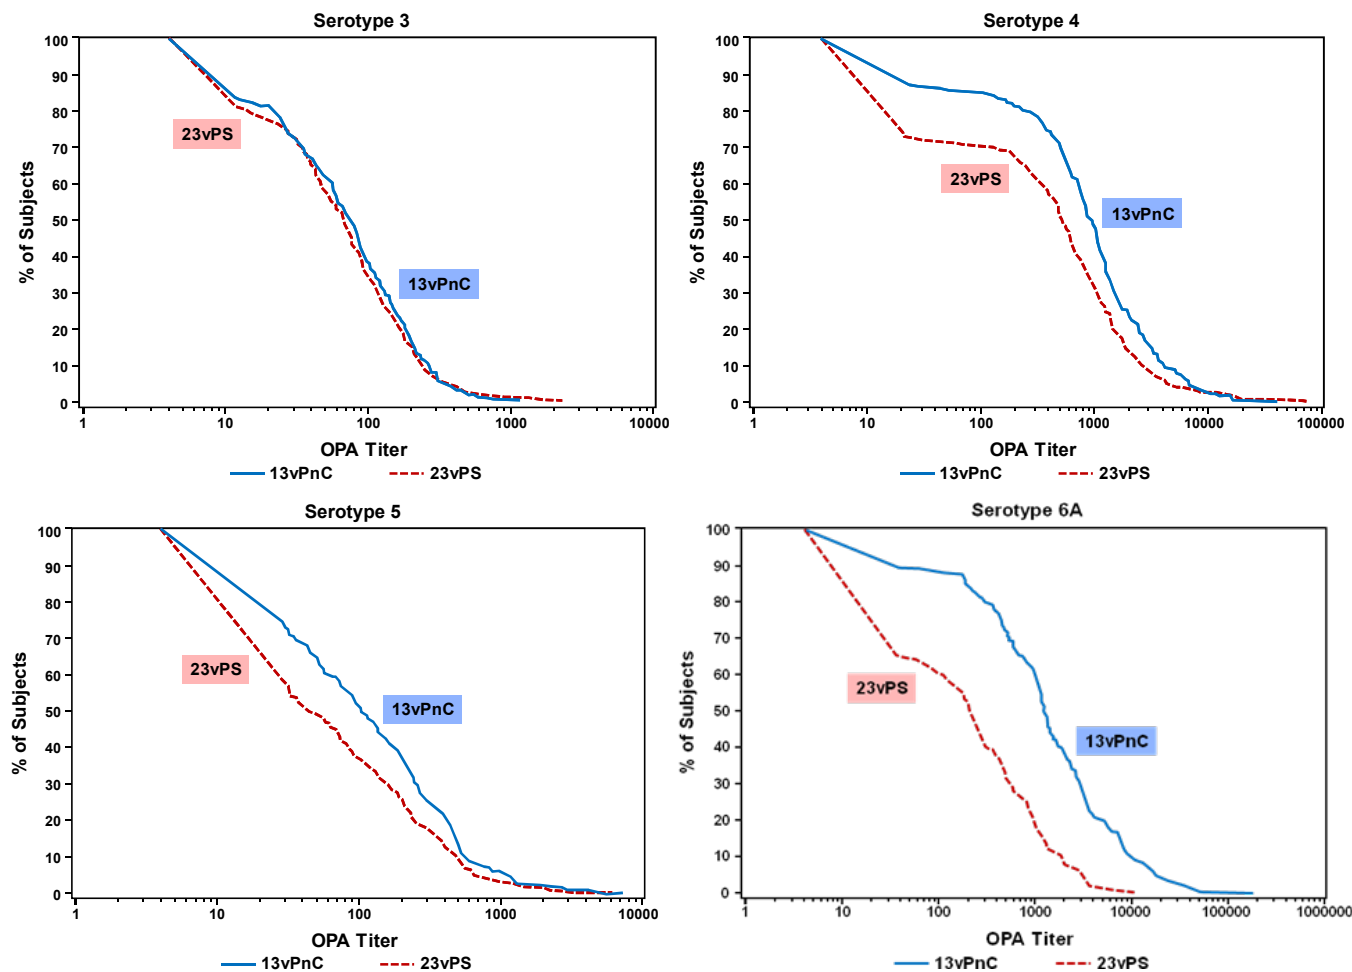 Serotype 3
100
90
80
70
60
50
40
30
20
10
0
% of Subjects
23vPS
13vPnC
1 10 100 1000 10000
OPA Titer
13vPnC 23vPS
Serotype 4
100
90
80
70
60
50
40
30
20
10
0
% of Subjects
23vPS
13vPnC
1 10 100 1000 10000 100000
OPA Titer
13vPnC 23vPS
Serotype 5
100
90
80
70
60
50
40
30
20
10
0
% of Subjects
23vPS
13vPnC
1 10 100 1000 10000
OPA Titer
13vPnC 23vPS
Serotype 6A
100
90
80
70
60
50
40
30
20
10
0
% of Subjects
23vPS
13vPnC
1 10 100 1000 10000 100000 1000000
OPA Titer
13vPnC 23vPS